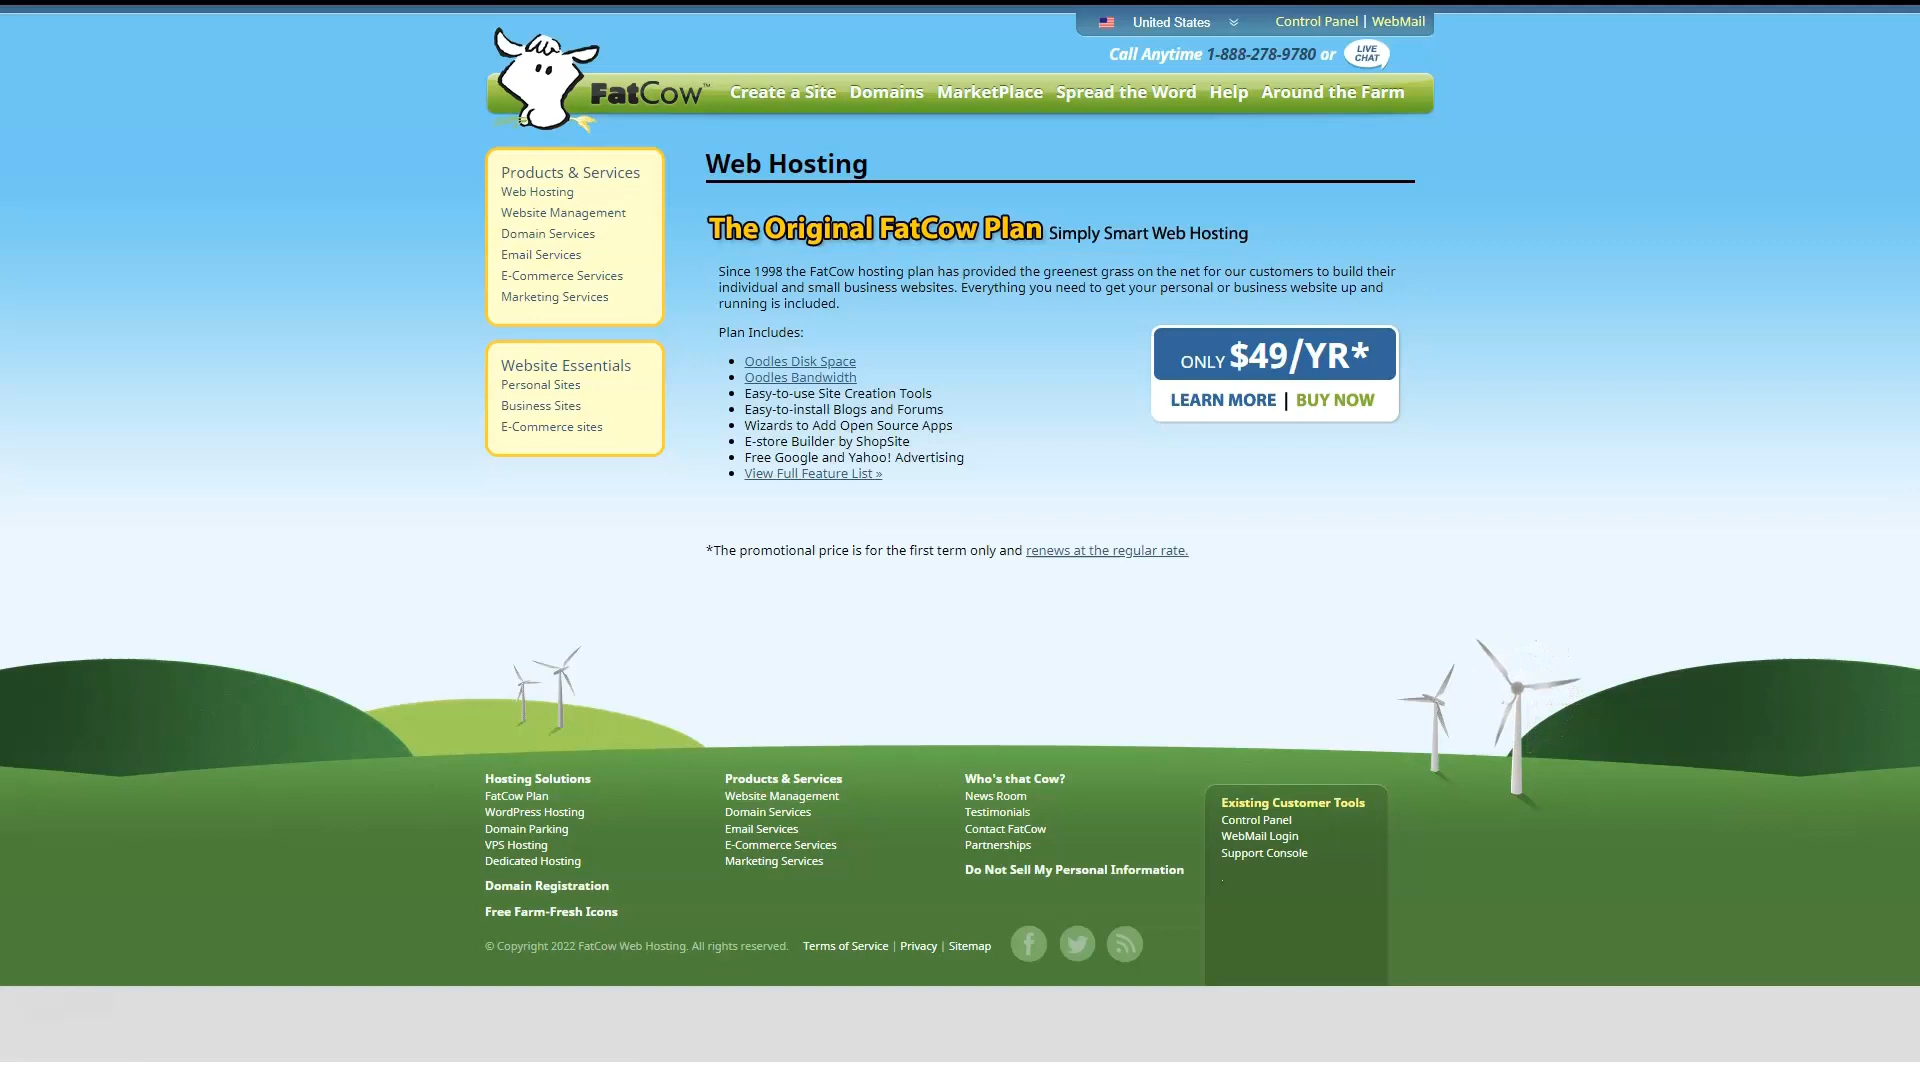 United States
Control Panel | WebMail
Call Anytime 1-888-278-9780 or
LIVE
CHAT
FatCow™
Create a Site Domains MarketPlace Spread the Word Help Around the Farm
Products & Services
Web Hosting
Website Management
Domain Services
Email Services
E-Commerce Services
Marketing Services
Website Essentials
Personal Sites
Business Sites
E-Commerce sites
Web Hosting
The Original FatCow Plan Simply Smart Web Hosting
Since 1998 the FatCow hosting plan has provided the greenest grass on the net for our customers to build their
individual and small business websites. Everything you need to get your personal or business website up and
running is included.
Plan Includes:
Oodles Disk Space
Oodles Bandwidth
Easy-to-use Site Creation Tools
Easy-to-install Blogs and Forums
Wizards to Add Open Source Apps
E-store Builder by ShopSite
Free Google and Yahoo! Advertising
View Full Feature List »
ONLY $49/YR*
LEARN MORE | BUY NOW
*The promotional price is for the first term only and renews at the regular rate.
Hosting Solutions
FatCow Plan
WordPress Hosting
Domain Parking
VPS Hosting
Dedicated Hosting
Domain Registration
Free Farm-Fresh Icons
Products & Services
Website Management
Domain Services
Email Services
E-Commerce Services
Marketing Services
Who's that Cow?
News Room
Testimonials
Contact FatCow
Partnerships
Do Not Sell My Personal Information
Existing Customer Tools
Control Panel
WebMail Login
Support Console
© Copyright 2022 FatCow Web Hosting. All rights reserved. Terms of Service | Privacy | Sitemap